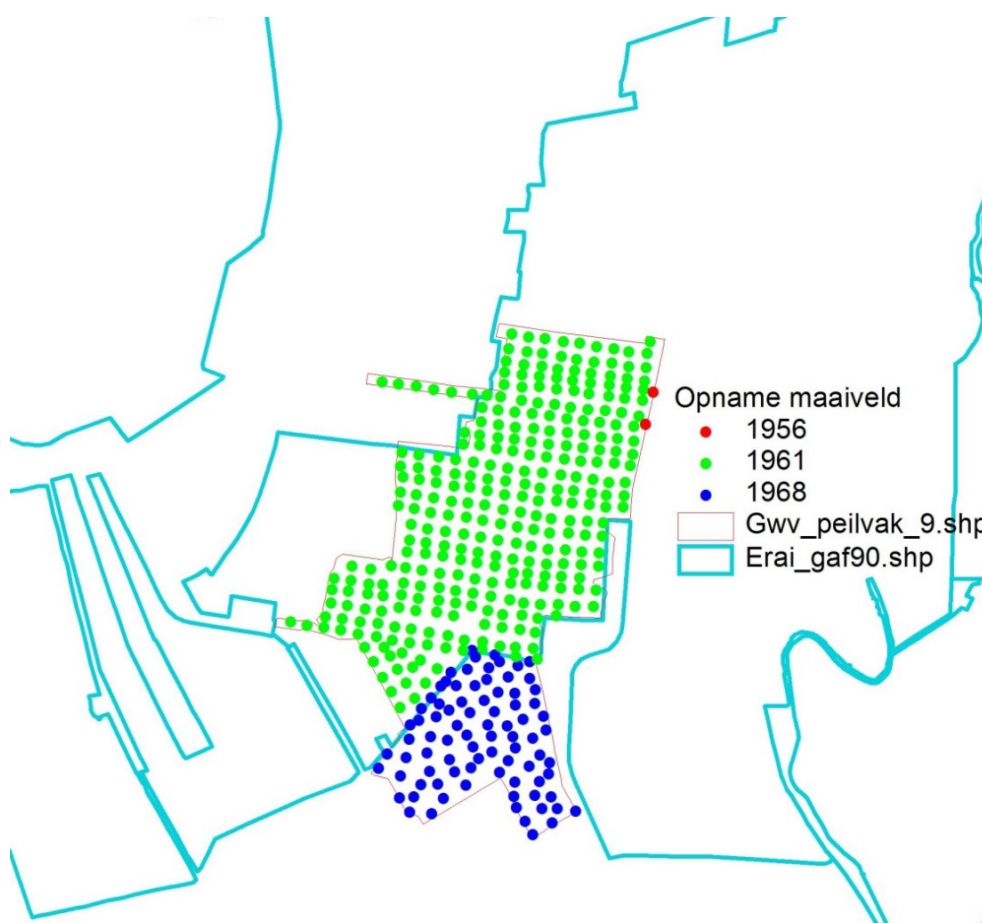 Opname maaiveld
1956
1961
1968
Gwv_peilvak_9.shp
Erai_gaf90.shp